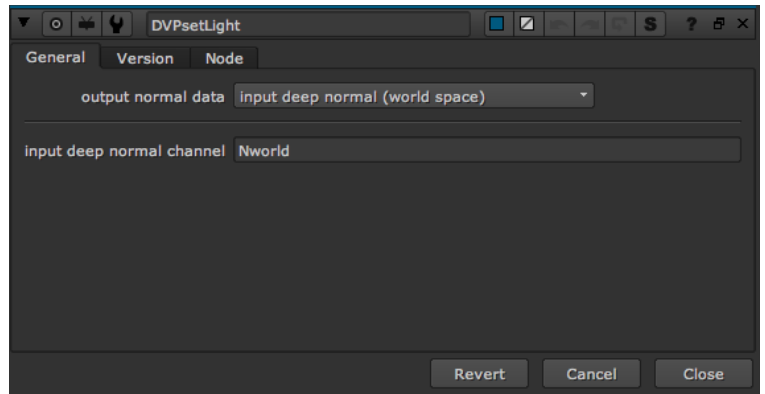 DVPsetLight S ?
General Version Node
output normal data input deep normal (world space)
input deep normal channel Nworld
Revert Cancel Close